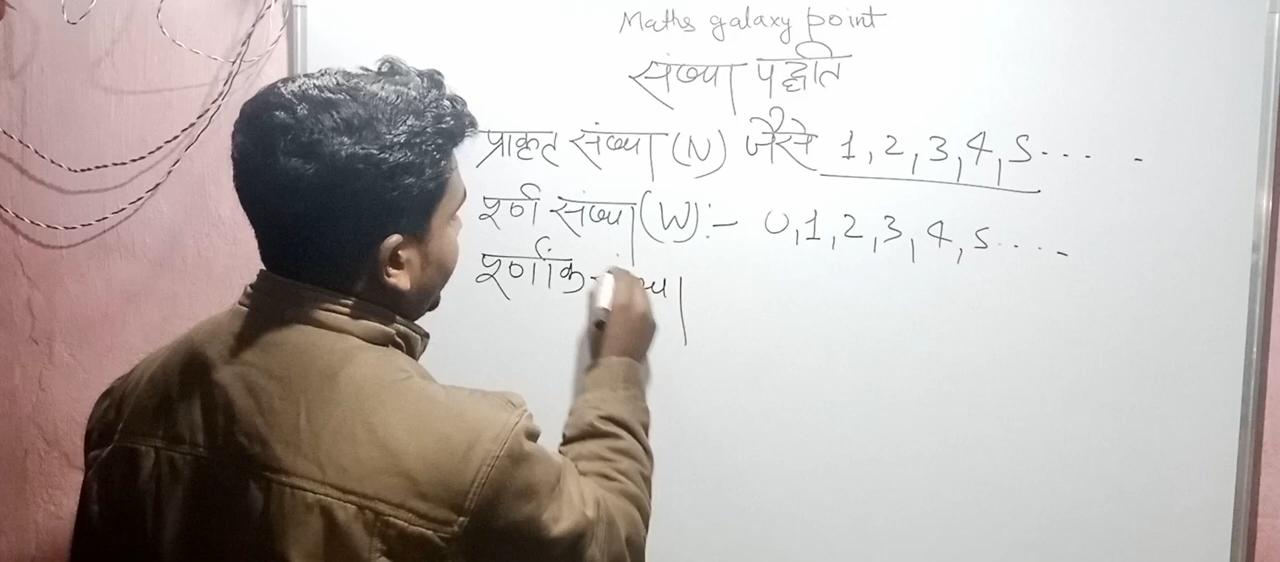 Maths galaxy point
संख्या पद्धति
प्राकृत संख्या (N) जैसे 1, 2, 3, 4, 5.... .
पूर्ण संख्या (W):- 0, 1, 2, 3, 4, 5....
पूर्णांक